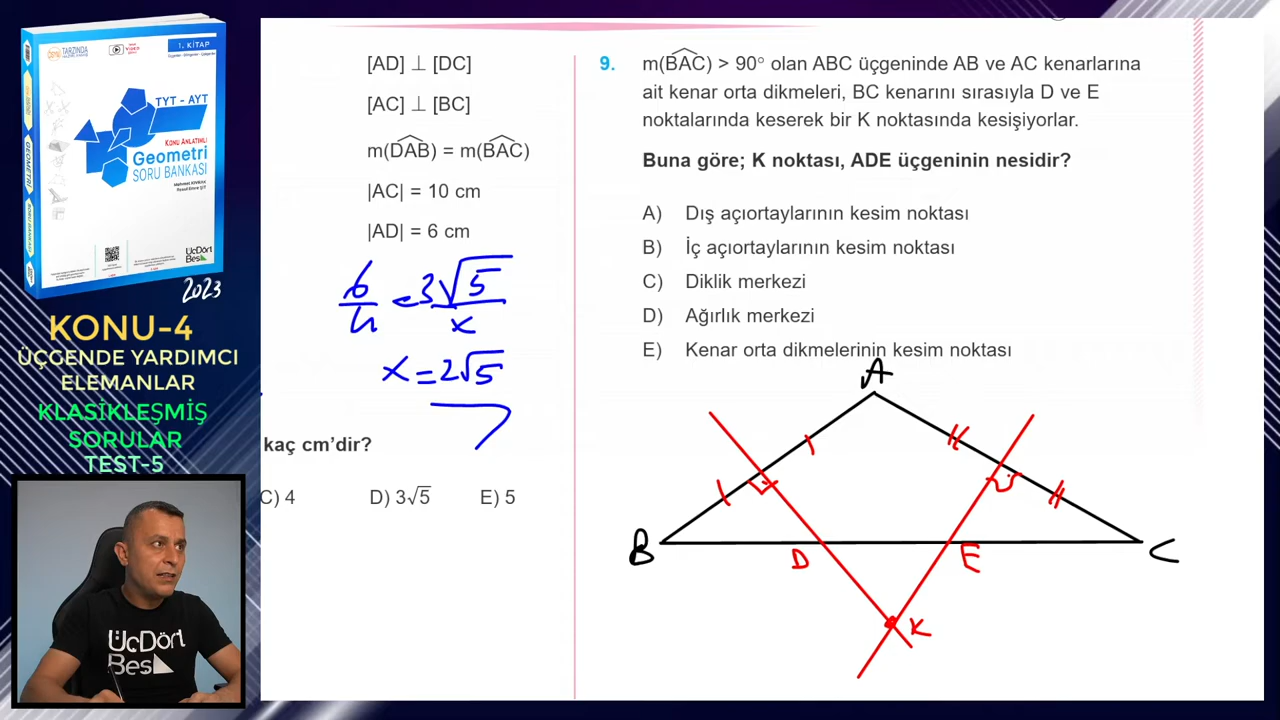 TARZINDA
1. KİTAP
TYT - AYT
KONU ANLATIMLI
Geometri
SORU BANKASI
GEOMETRİ
ÜçDört
Beş
2023
KONU-4
ÜÇGENDE YARDIMCI
ELEMANLAR
KLASİKLEŞMİŞ
SORULAR
TEST-5
ÜçDört
Beş
[AD] ⊥ [DC]
[AC] ⊥ [BC]
m(DAB) = m(BAC)
|AC| = 10 cm
|AD| = 6 cm
6/4 = 3√5/x
x = 2√5
kaç cm'dir?
C) 4 D) 3√5 E) 5
9. m(BAC) > 90° olan ABC üçgeninde AB ve AC kenarlarına
ait kenar orta dikmeleri, BC kenarını sırasıyla D ve E
noktalarında keserek bir K noktasında kesişiyorlar.
Buna göre; K noktası, ADE üçgeninin nesidir?
A) Dış açıortaylarının kesim noktası
B) İç açıortaylarının kesim noktası
C) Diklik merkezi
D) Ağırlık merkezi
E) Kenar orta dikmelerinin kesim noktası
A
B
D
E
C
K